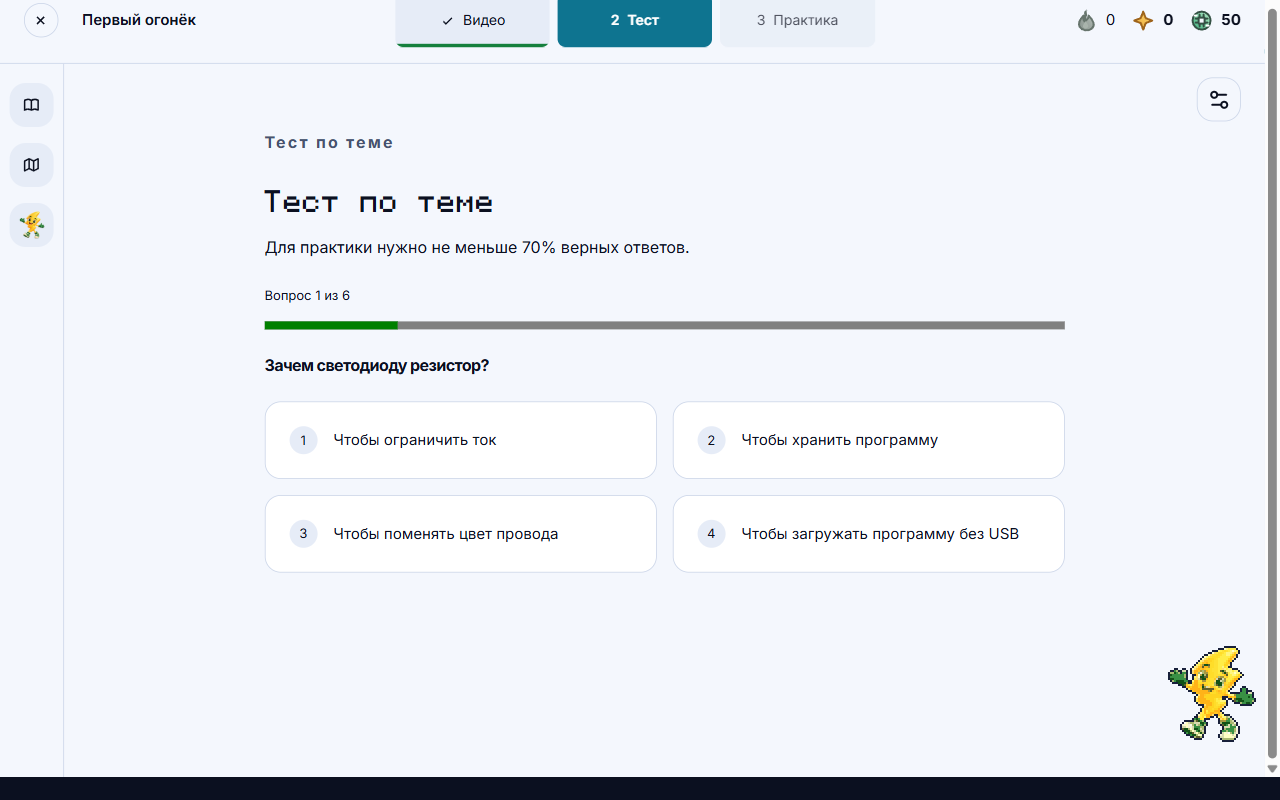 Первый огонёк
Видео
2 Тест
3 Практика
0
0
50
Тест по теме
Тест по теме
Для практики нужно не меньше 70% верных ответов.
Вопрос 1 из 6
Зачем светодиоду резистор?
1 Чтобы ограничить ток
2 Чтобы хранить программу
3 Чтобы поменять цвет провода
4 Чтобы загружать программу без USB